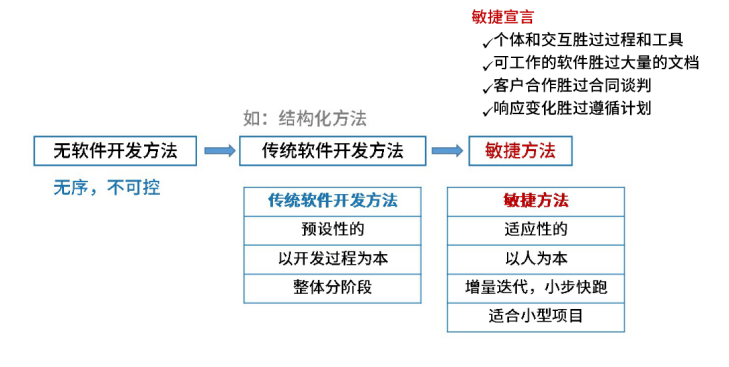 敏捷宣言
✓个体和交互胜过过程和工具
✓可工作的软件胜过大量的文档
✓客户合作胜过合同谈判
✓响应变化胜过遵循计划
如：结构化方法
无软件开发方法
传统软件开发方法
敏捷方法
无序，不可控
传统软件开发方法
预设性的
以开发过程为本
整体分阶段
敏捷方法
适应性的
以人为本
增量迭代，小步快跑
适合小型项目